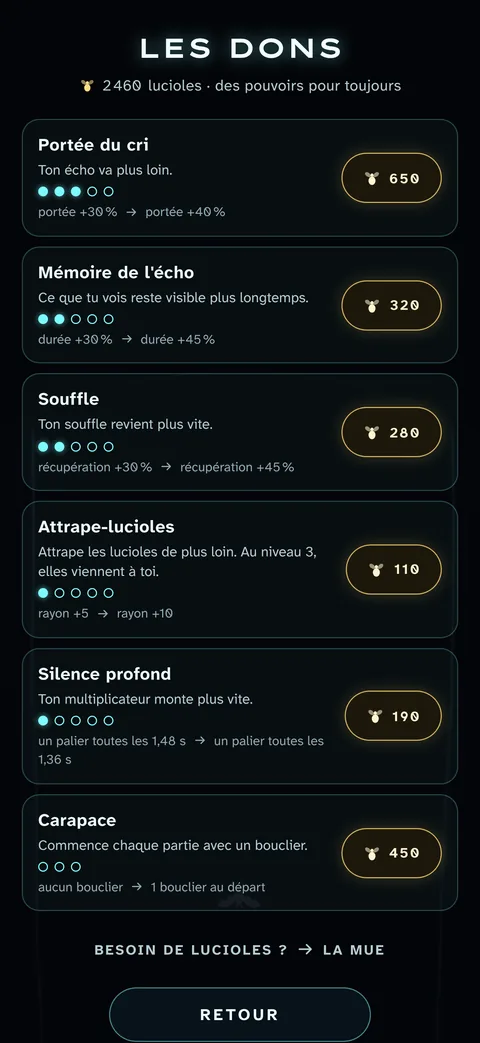 LES DONS
2 460 lucioles · des pouvoirs pour toujours
Portée du cri
Ton écho va plus loin.
portée +30 % → portée +40 %
650
Mémoire de l'écho
Ce que tu vois reste visible plus longtemps.
durée +30 % → durée +45 %
320
Souffle
Ton souffle revient plus vite.
récupération +30 % → récupération +45 %
280
Attrape-lucioles
Attrape les lucioles de plus loin. Au niveau 3,
elles viennent à toi.
rayon +5 → rayon +10
110
Silence profond
Ton multiplicateur monte plus vite.
un palier toutes les 1,48 s → un palier toutes les
1,36 s
190
Carapace
Commence chaque partie avec un bouclier.
aucun bouclier → 1 bouclier au départ
450
BESOIN DE LUCIOLES ? → LA MUE
RETOUR